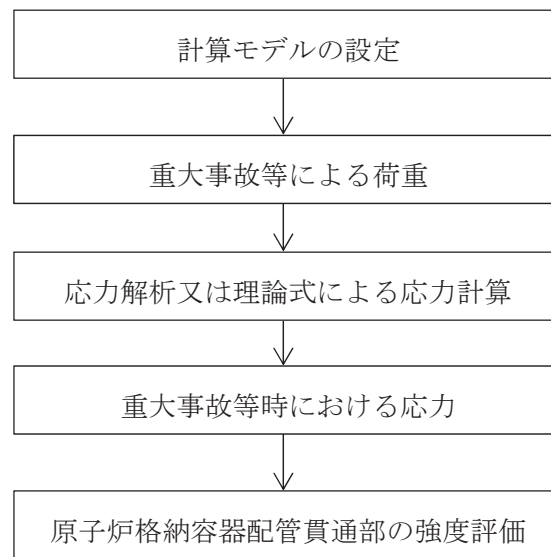 計算モデルの設定
重大事故等による荷重
応力解析又は理論式による応力計算
重大事故等時における応力
原子炉格納容器配管貫通部の強度評価